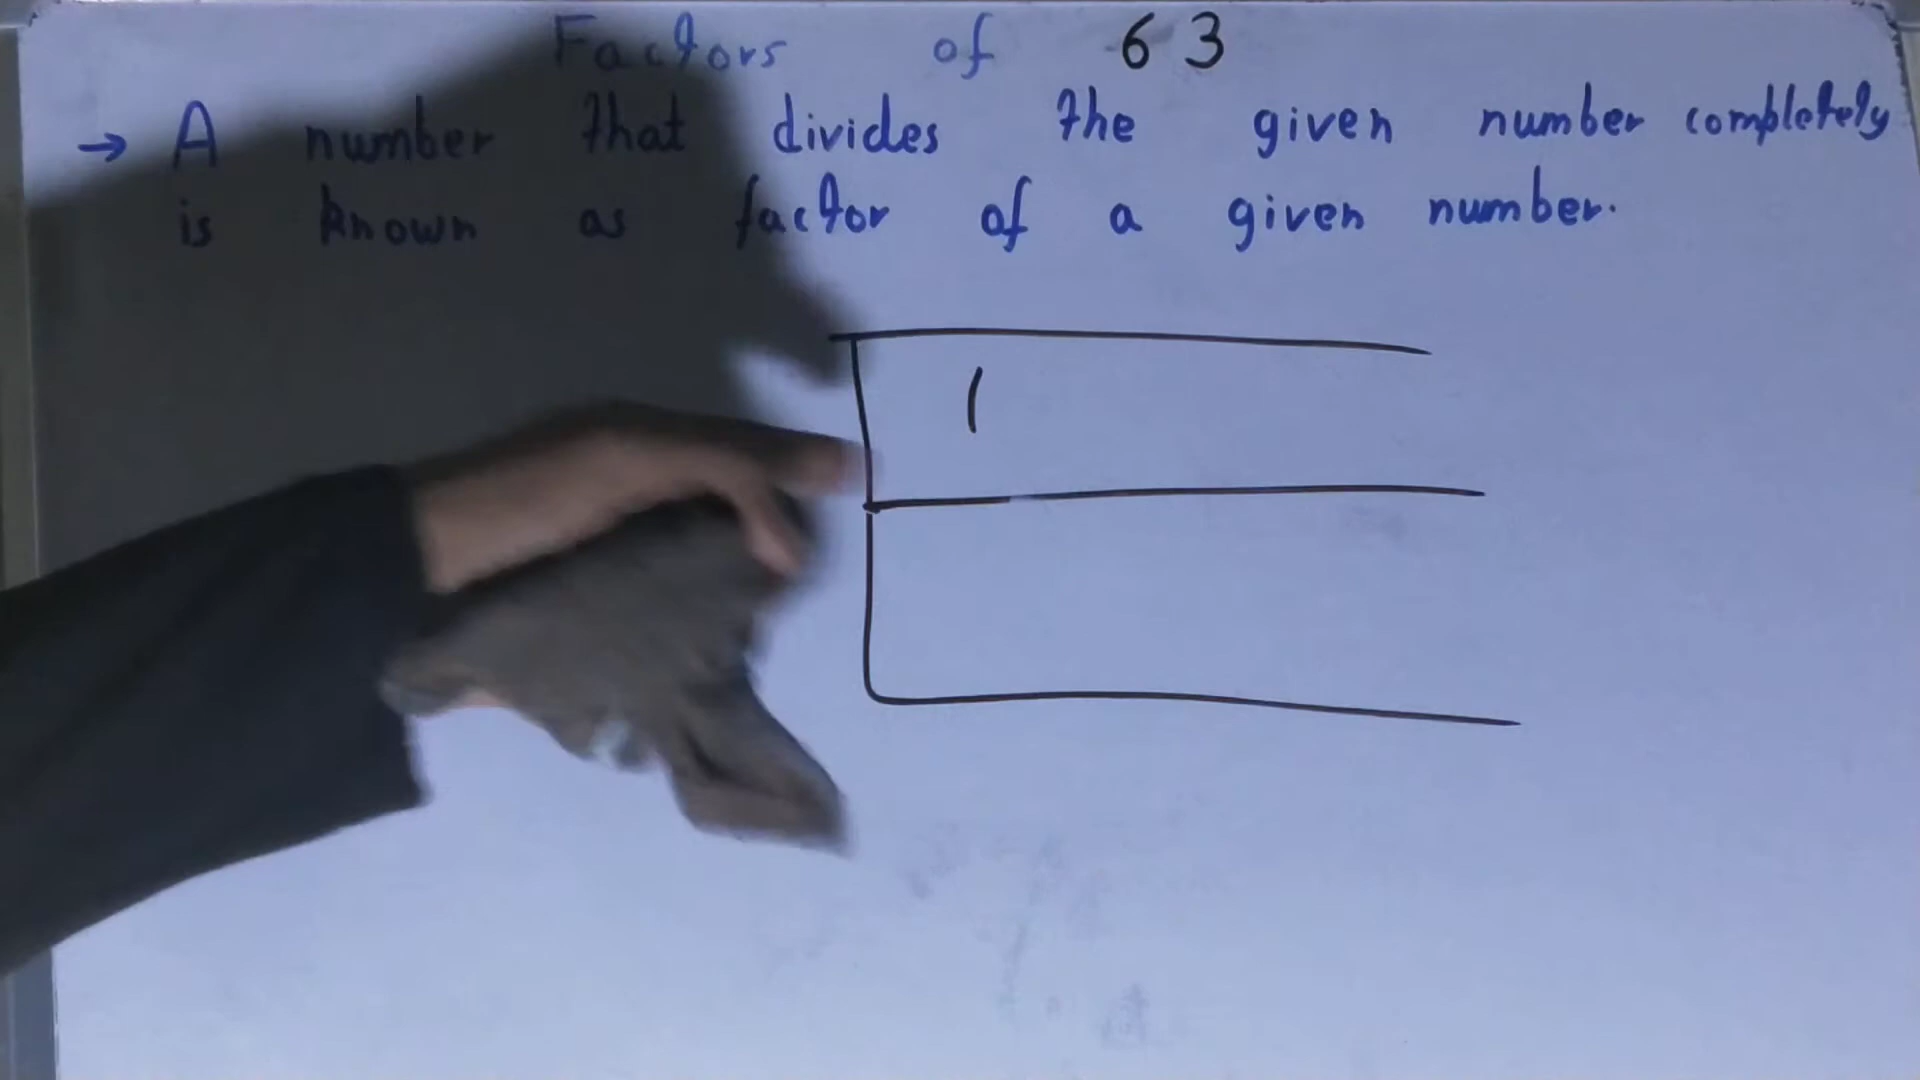 Factors of 63
→ A number that divides the given number completely
is known as factor of a given number.
1